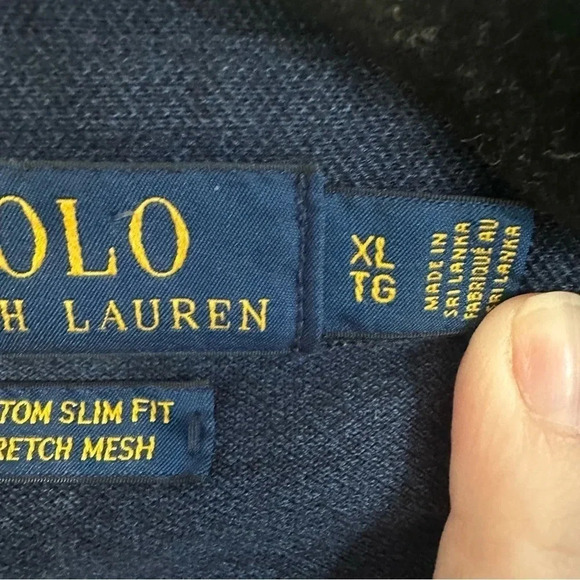 OLO
H LAUREN
XL
TG
MADE IN
SRI LANKA
FABRIQUÉ AU
SRI LANKA
TOM SLIM FIT
RETCH MESH